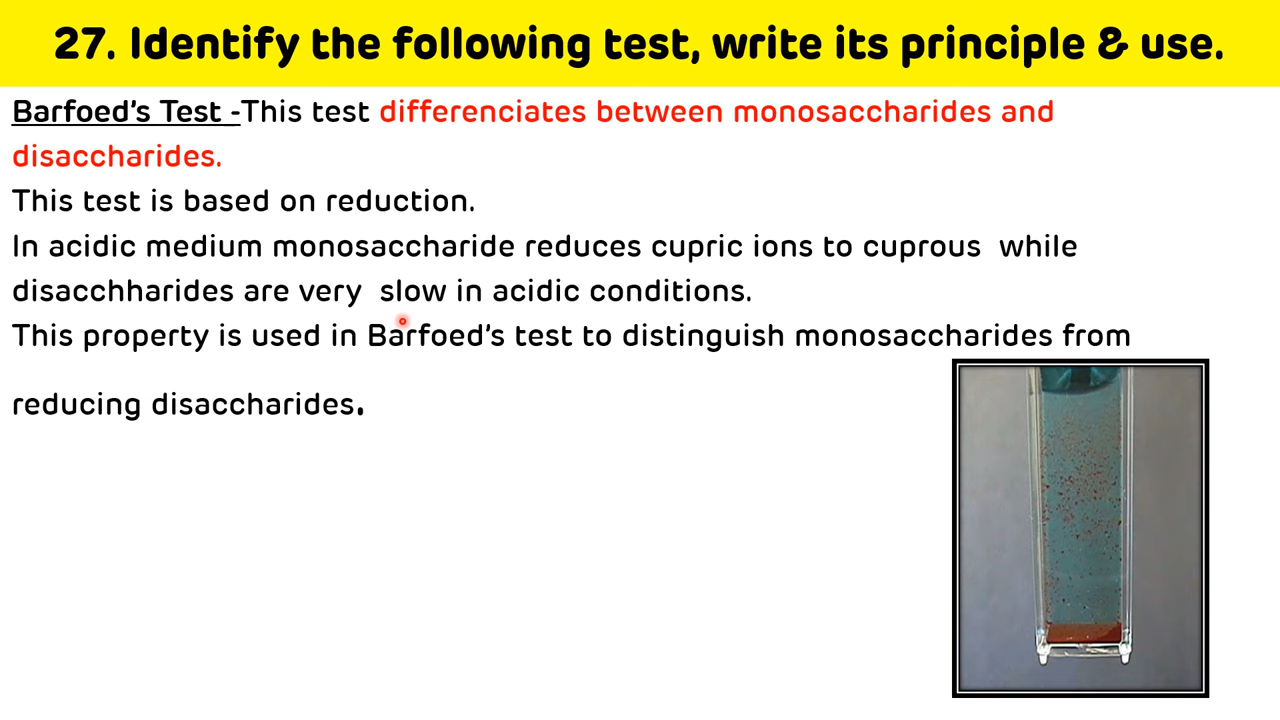 27. Identify the following test, write its principle & use.
Barfoed's Test -This test differenciates between monosaccharides and
disaccharides.
This test is based on reduction.
In acidic medium monosaccharide reduces cupric ions to cuprous  while
disacchharides are very  slow in acidic conditions.
This property is used in Barfoed's test to distinguish monosaccharides from
reducing disaccharides.